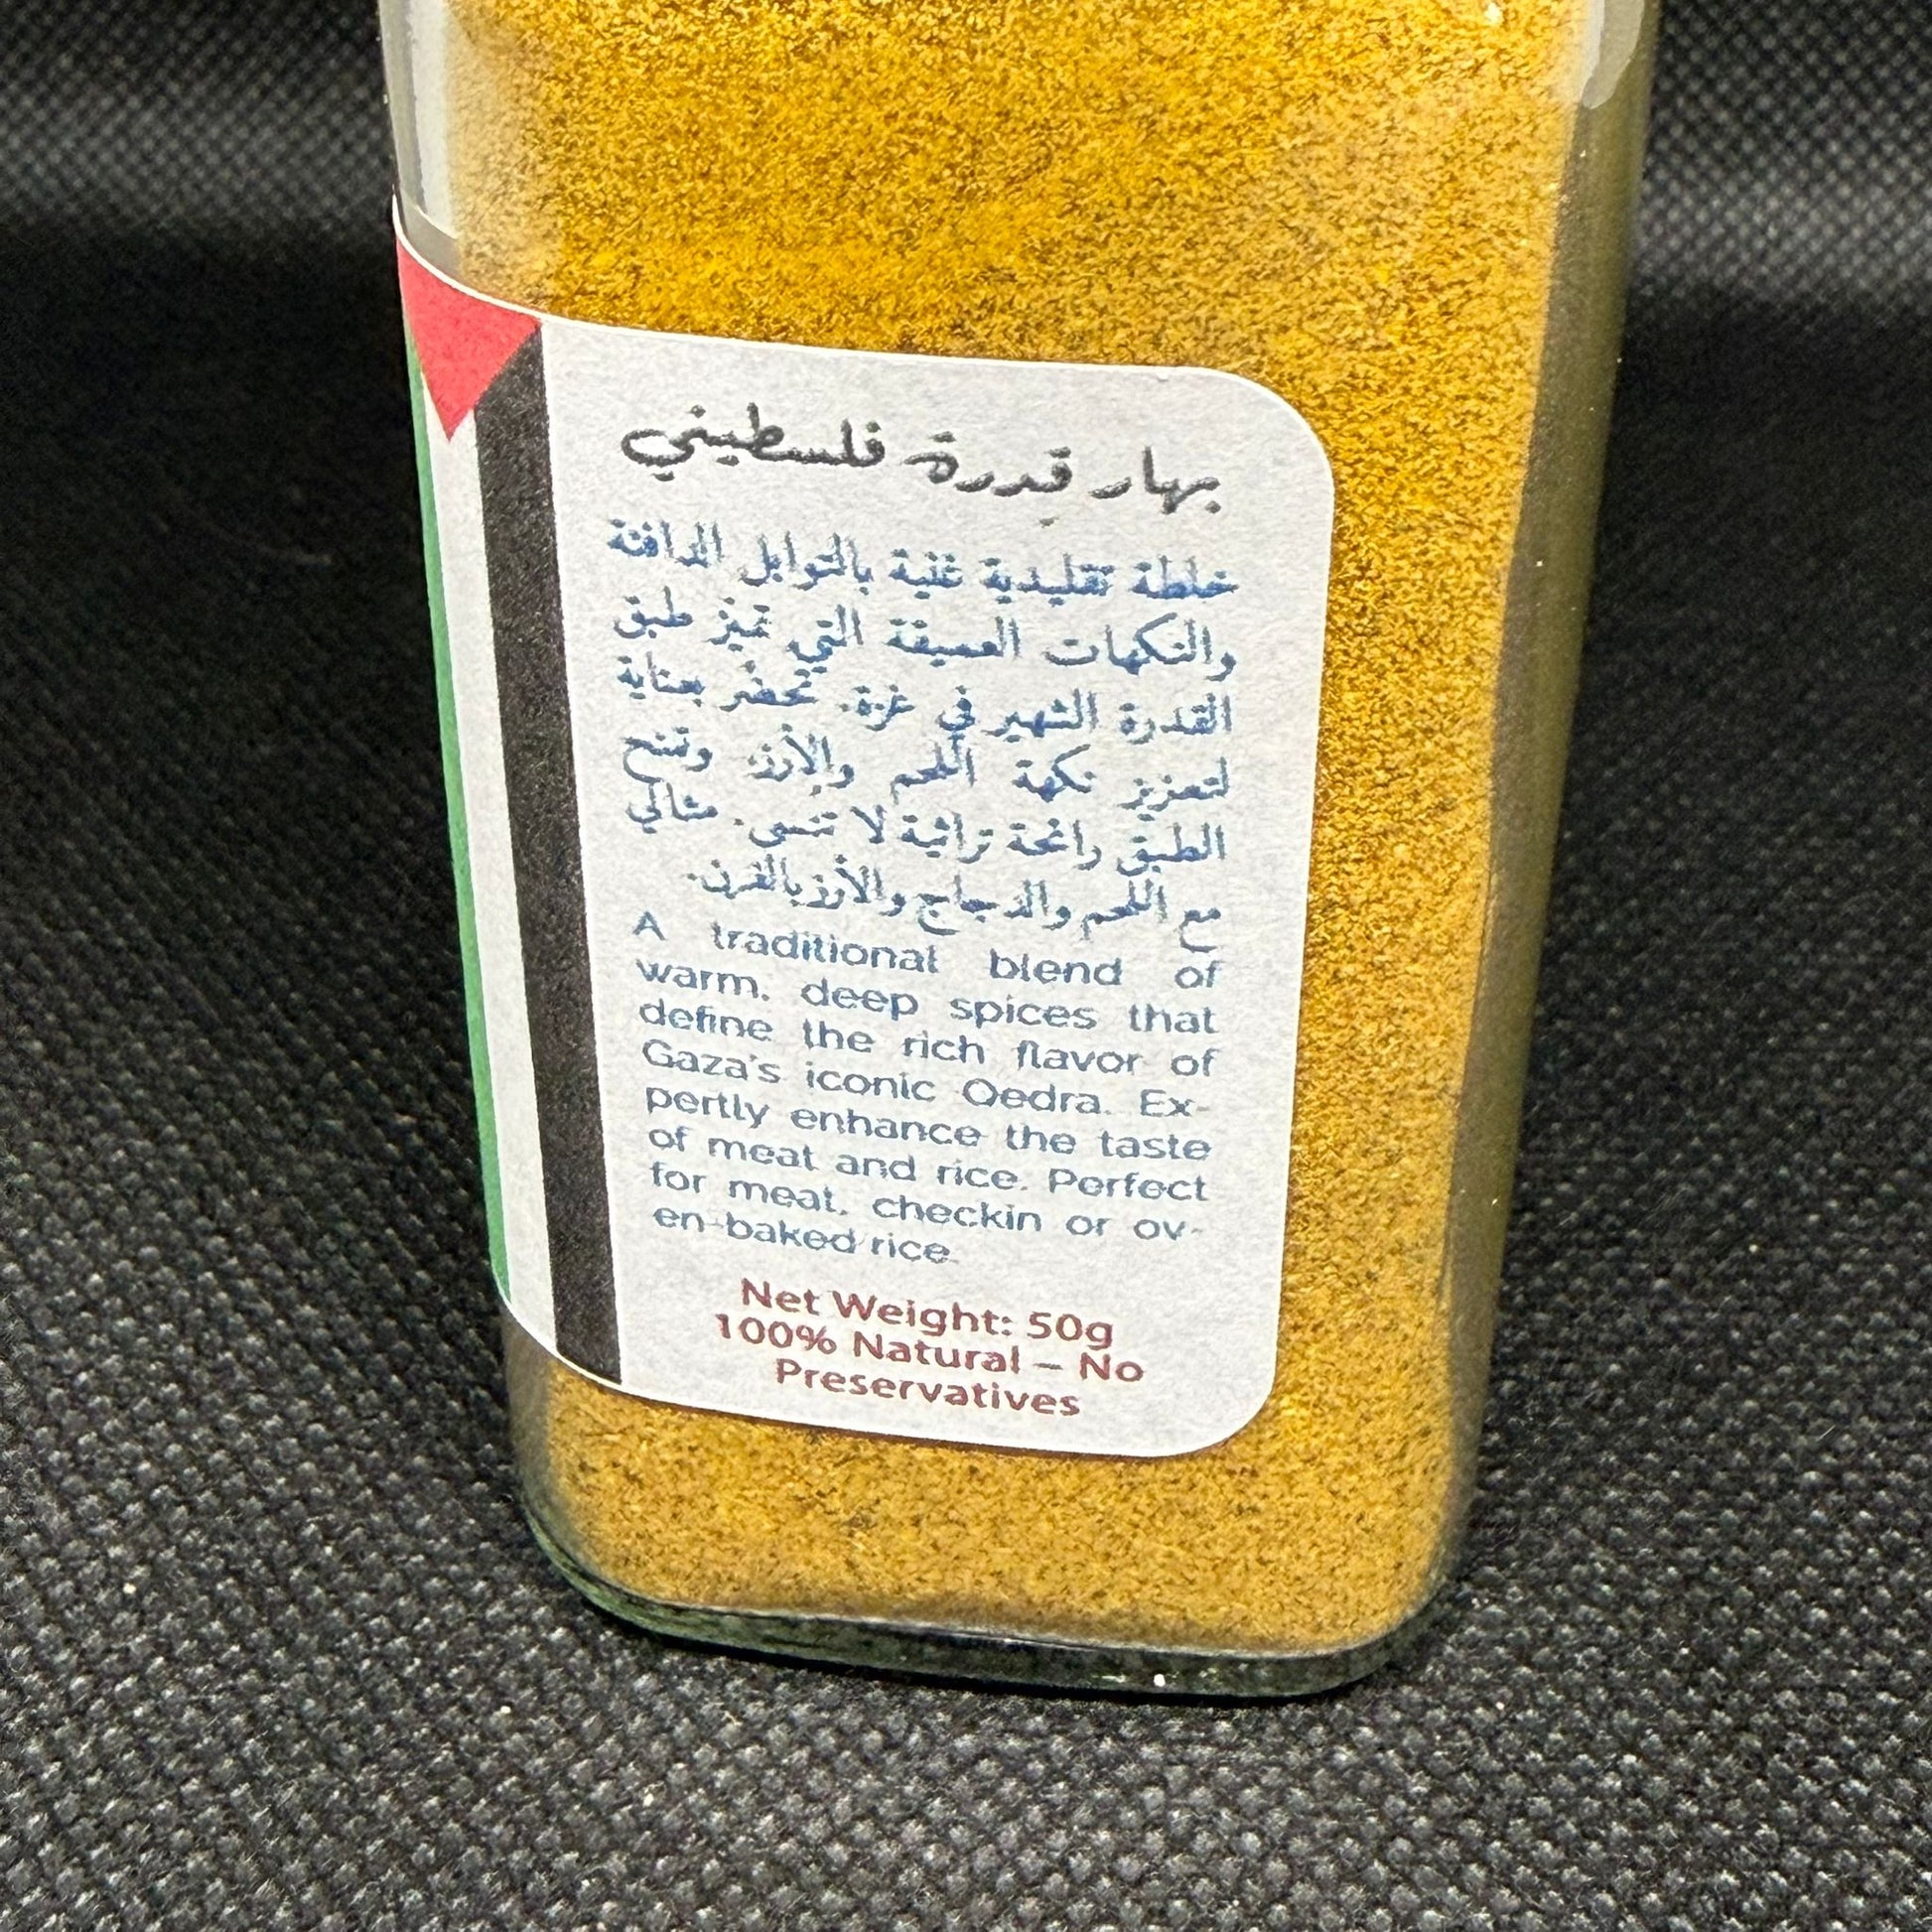 بهار قدرة فلسطيني
خلطة تقليدية غنية بالتوابل الدافئة
والنكهات العميقة التي تميز طبق
القدرة الشهير في غزة. تحضر بعناية
لتعزيز نكهة اللحم والأرز، وتمنح
الطبق رائحة تراثية لا تنسى. مثالي
مع اللحم والدجاج والأرز بالفرن.
A traditional blend of
warm, deep spices that
define the rich flavor of
Gaza's iconic Qedra. Ex-
pertly enhance the taste
of meat and rice. Perfect
for meat, checkin or ov-
en-baked rice.
Net Weight: 50g
100% Natural – No
Preservatives